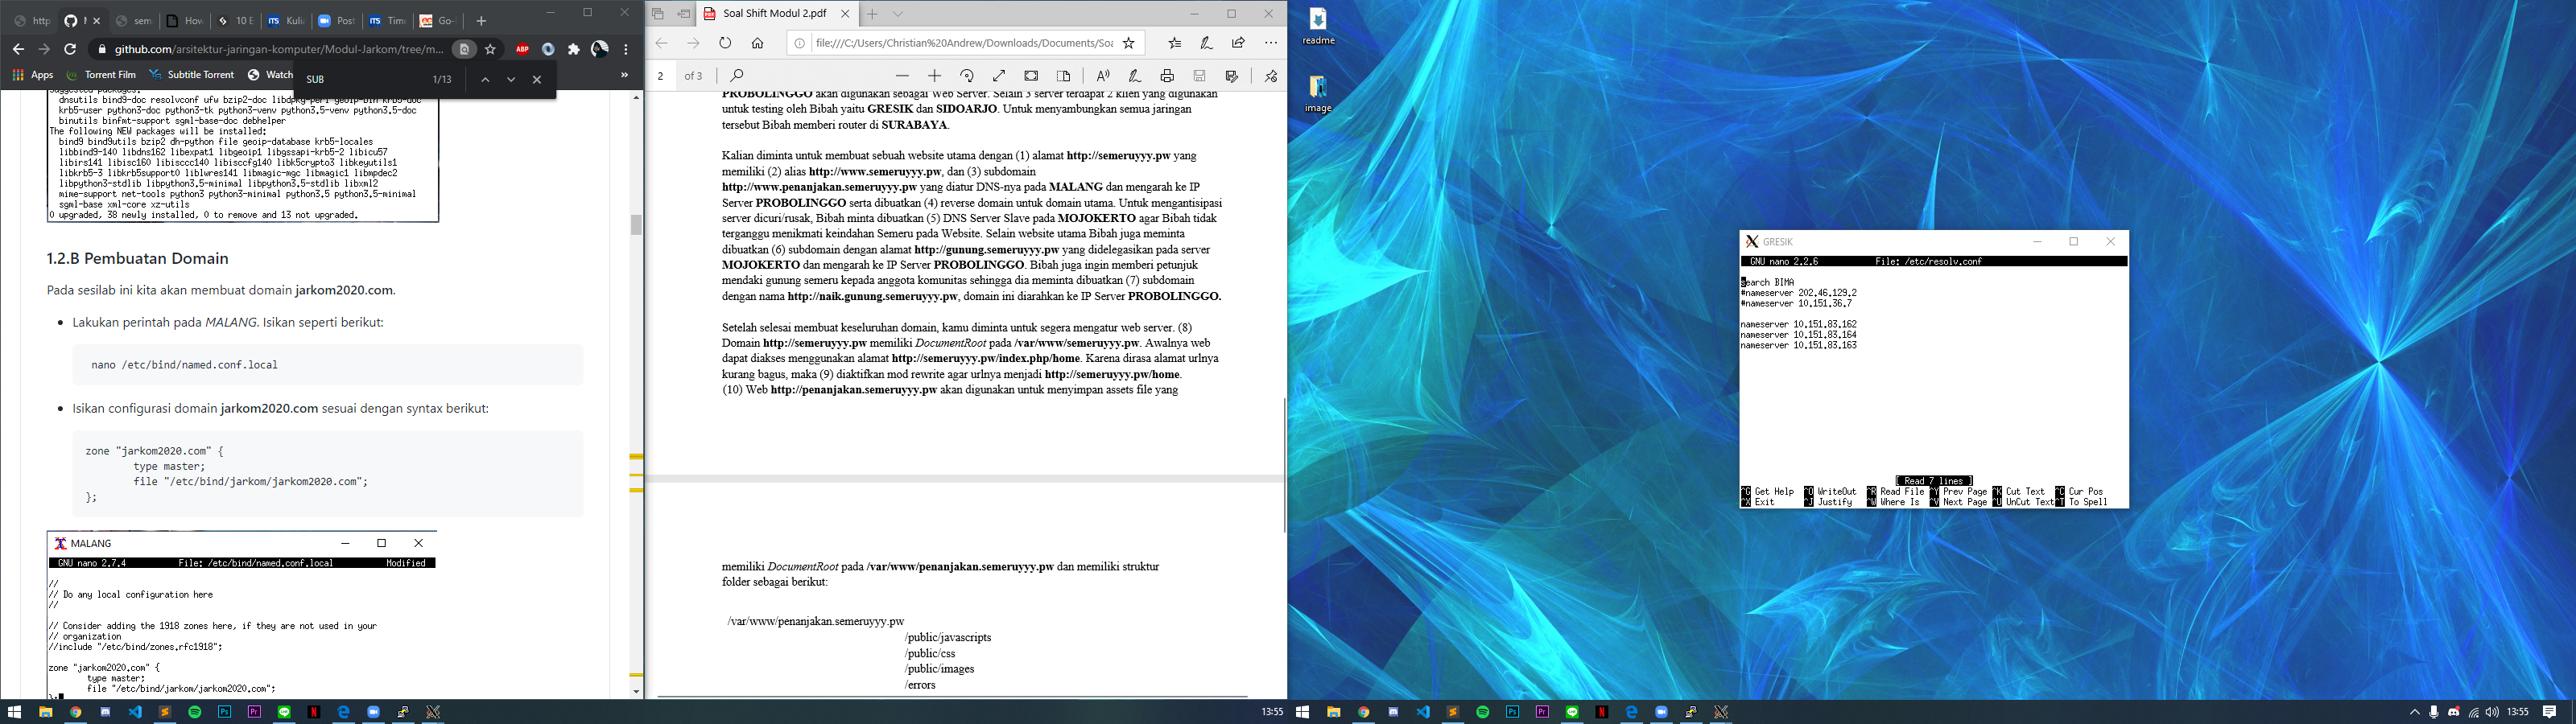 http
sem
How
10 E
Kuli
Post
Time
Go-
github.com/arsitektur-jaringan-komputer/Modul-Jarkom/tree/m...
ABP
Apps
Torrent Film
Subtitle Torrent
Watch
»
SUB
1/13
Suggested packages:
dnsutils bind9-doc resolvconf ufw bzip2-doc libdpkg-perl geoip-bin krb5-doc
krb5-user python3-doc python3-tk python3-venv python3.5-venv python3.5-doc
binutils binfmt-support sgml-base-doc debhelper
The following NEW packages will be installed:
bind9 bind9utils bzip2 dh-python file geoip-database krb5-locales
libbind9-140 libdns162 libexpat1 libgeoip1 libgssapi-krb5-2 libicu57
libirs141 libisc160 libisccc140 libisccfg140 libk5crypto3 libkeyutils1
libkrb5-3 libkrb5support0 liblwres141 libmagic-mgc libmagic1 libmpdec2
libpython3-stdlib libpython3.5-minimal libpython3.5-stdlib libxml2
mime-support net-tools python3 python3-minimal python3.5 python3.5-minimal
sgml-base xml-core xz-utils
0 upgraded, 38 newly installed, 0 to remove and 13 not upgraded.
1.2.B Pembuatan Domain
Pada sesilab ini kita akan membuat domain jarkom2020.com.
• Lakukan perintah pada MALANG. Isikan seperti berikut:
nano /etc/bind/named.conf.local
• Isikan configurasi domain jarkom2020.com sesuai dengan syntax berikut:
zone "jarkom2020.com" {
type master;
file "/etc/bind/jarkom/jarkom2020.com";
};
MALANG
GNU nano 2.7.4 File: /etc/bind/named.conf.local Modified
//
// Do any local configuration here
//
// Consider adding the 1918 zones here, if they are not used in your
// organization
//include "/etc/bind/zones.rfc1918";
zone "jarkom2020.com" {
type master;
file "/etc/bind/jarkom/jarkom2020.com";
};
Soal Shift Modul 2.pdf
file:///C:/Users/Christian%20Andrew/Downloads/Documents/Soa
2 of 3
PROBOLINGGO akan digunakan sebagai Web Server. Selain 3 server terdapat 2 klien yang digunakan
untuk testing oleh Bibah yaitu GRESIK dan SIDOARJO. Untuk menyambungkan semua jaringan
tersebut Bibah memberi router di SURABAYA.
Kalian diminta untuk membuat sebuah website utama dengan (1) alamat http://semeruyyy.pw yang
memiliki (2) alias http://www.semeruyyy.pw, dan (3) subdomain
http://www.penanjakan.semeruyyy.pw yang diatur DNS-nya pada MALANG dan mengarah ke IP
Server PROBOLINGGO serta dibuatkan (4) reverse domain untuk domain utama. Untuk mengantisipasi
server dicuri/rusak, Bibah minta dibuatkan (5) DNS Server Slave pada MOJOKERTO agar Bibah tidak
terganggu menikmati keindahan Semeru pada Website. Selain website utama Bibah juga meminta
dibuatkan (6) subdomain dengan alamat http://gunung.semeruyyy.pw yang didelegasikan pada server
MOJOKERTO dan mengarah ke IP Server PROBOLINGGO. Bibah juga ingin memberi petunjuk
mendaki gunung semeru kepada anggota komunitas sehingga dia meminta dibuatkan (7) subdomain
dengan nama http://naik.gunung.semeruyyy.pw, domain ini diarahkan ke IP Server PROBOLINGGO.
Setelah selesai membuat keseluruhan domain, kamu diminta untuk segera mengatur web server. (8)
Domain http://semeruyyy.pw memiliki DocumentRoot pada /var/www/semeruyyy.pw. Awalnya web
dapat diakses menggunakan alamat http://semeruyyy.pw/index.php/home. Karena dirasa alamat urlnya
kurang bagus, maka (9) diaktifkan mod rewrite agar urlnya menjadi http://semeruyyy.pw/home.
(10) Web http://penanjakan.semeruyyy.pw akan digunakan untuk menyimpan assets file yang
memiliki DocumentRoot pada /var/www/penanjakan.semeruyyy.pw dan memiliki struktur
folder sebagai berikut:
/var/www/penanjakan.semeruyyy.pw
/public/javascripts
/public/css
/public/images
/errors
readme
image
GRESIK
GNU nano 2.2.6 File: /etc/resolv.conf
search BIMA
#nameserver 202.46.129.2
#nameserver 10.151.36.7
nameserver 10.151.83.162
nameserver 10.151.83.164
nameserver 10.151.83.163
[ Read 7 lines ]
^G Get Help ^O WriteOut ^R Read File ^Y Prev Page ^K Cut Text ^C Cur Pos
^X Exit ^J Justify ^W Where Is ^V Next Page ^U UnCut Text ^T To Spell
13:55
13:55